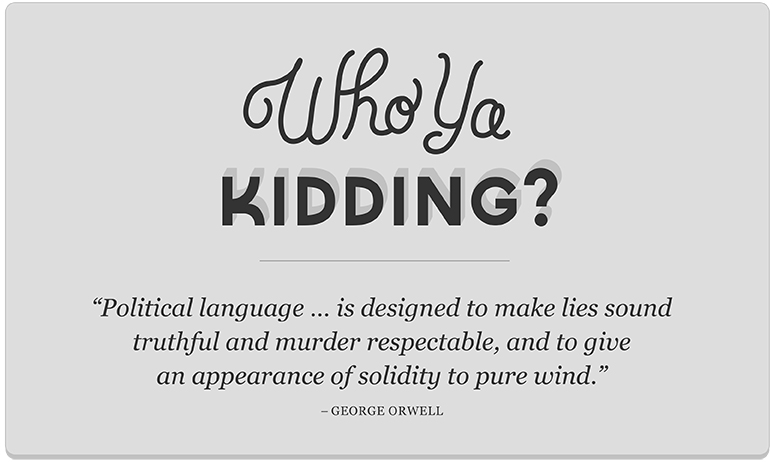 Who Ya
KIDDING?
“Political language ... is designed to make lies sound
truthful and murder respectable, and to give
an appearance of solidity to pure wind.”
– GEORGE ORWELL